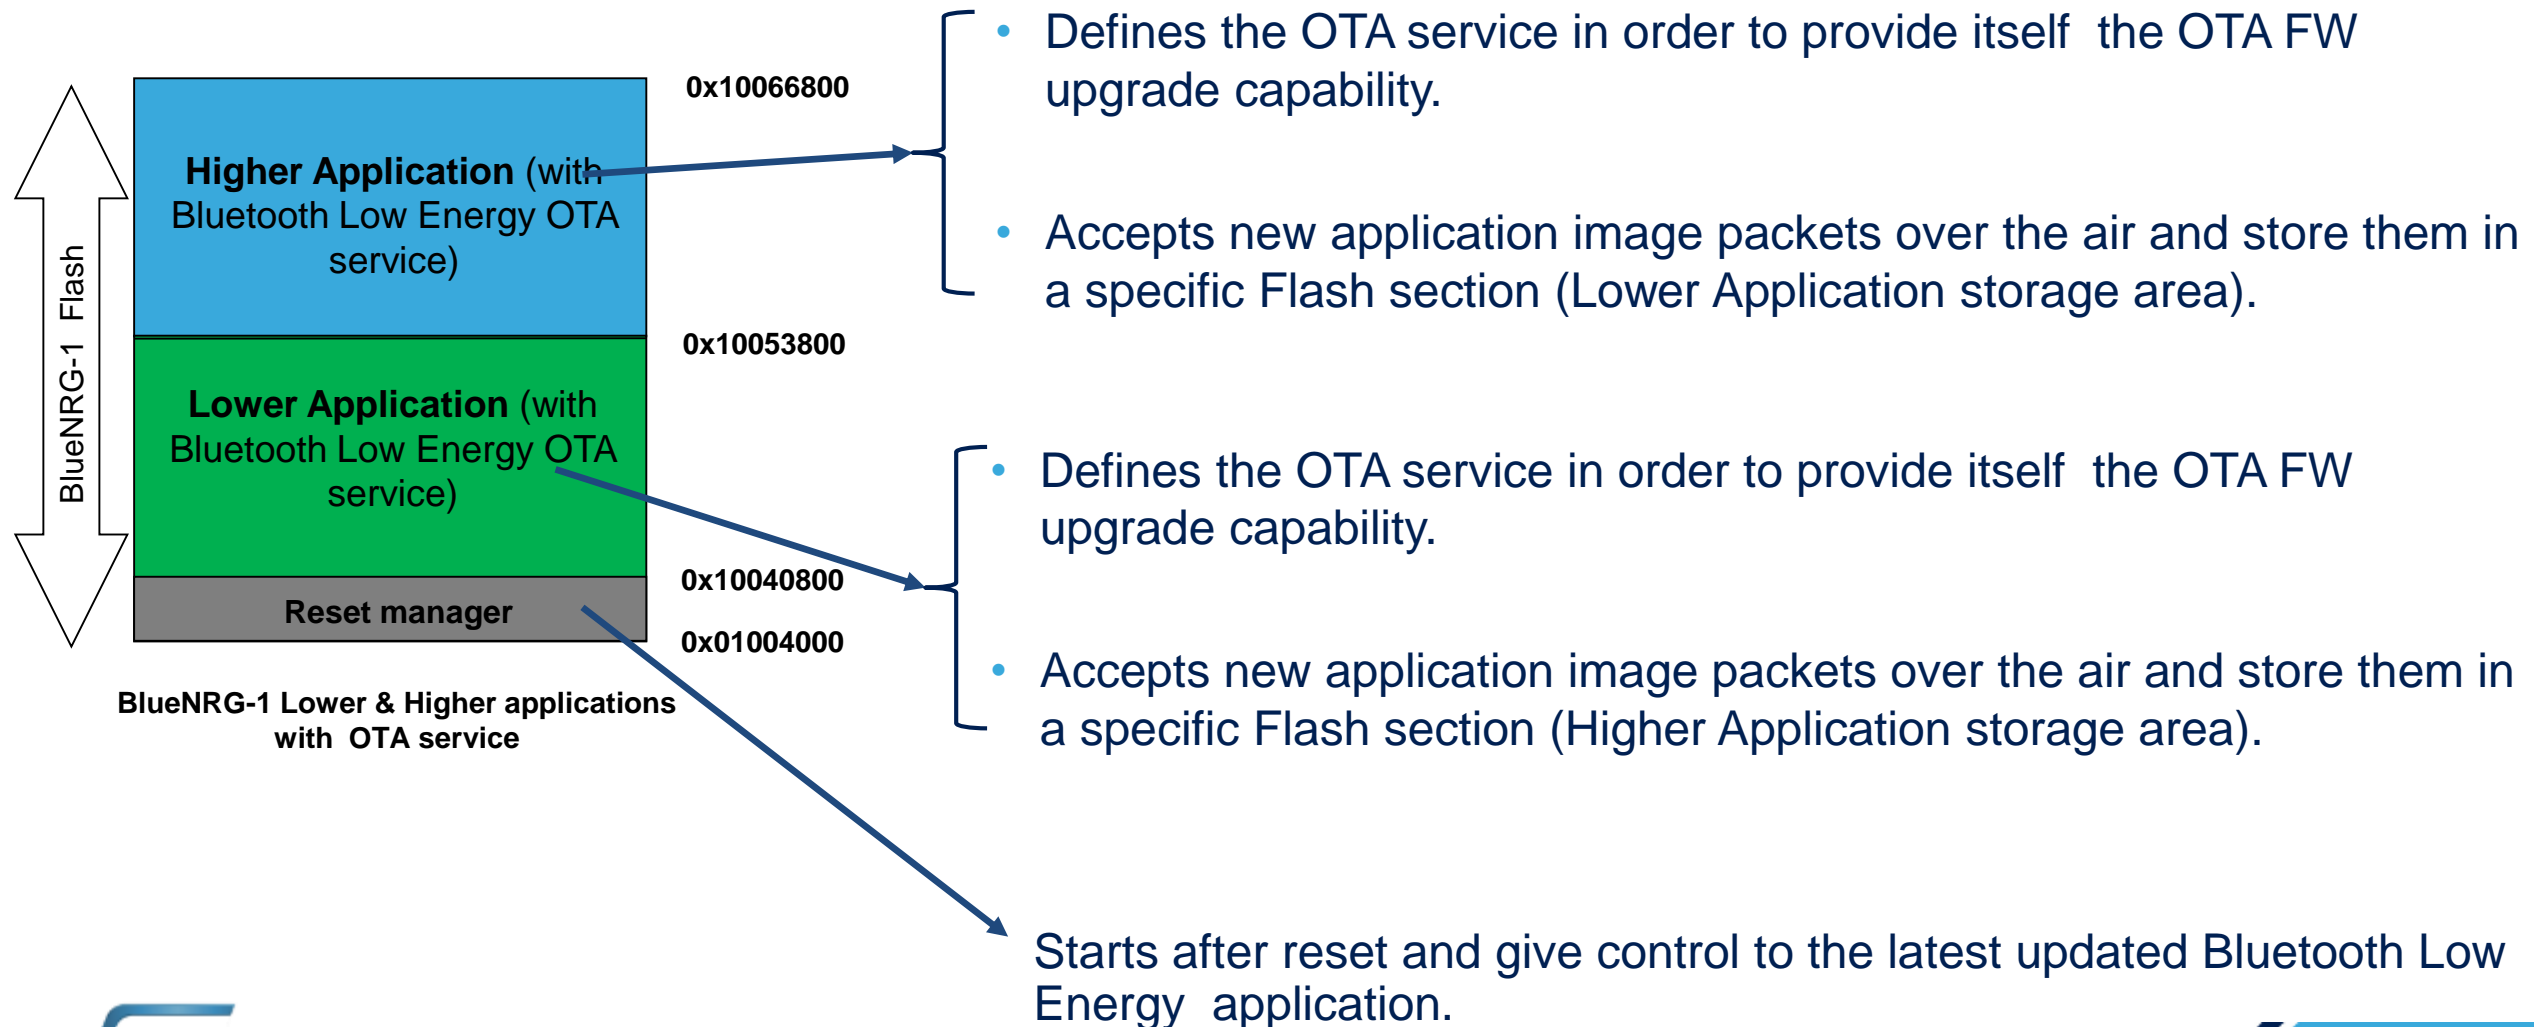 BlueNRG-1 Flash
Higher Application (with
Bluetooth Low Energy OTA
service)
Lower Application (with
Bluetooth Low Energy OTA
service)
Reset manager
0x10066800
0x10053800
0x10040800
0x01004000
BlueNRG-1 Lower & Higher applications
with OTA service
• Defines the OTA service in order to provide itself the OTA FW
upgrade capability.
• Accepts new application image packets over the air and store them in
a specific Flash section (Lower Application storage area).
• Defines the OTA service in order to provide itself the OTA FW
upgrade capability.
• Accepts new application image packets over the air and store them in
a specific Flash section (Higher Application storage area).
Starts after reset and give control to the latest updated Bluetooth Low
Energy application.